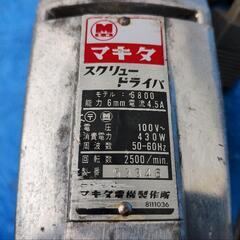 M
マキタ
スクリュー
ドライバ
モデル 6800
能力 6mm 電流 4.5A
〒 M
電圧 100V~
消費電力 430W
周波数 50-60Hz
回転数 2500/min.
製番
マキタ電機製作所
8111036